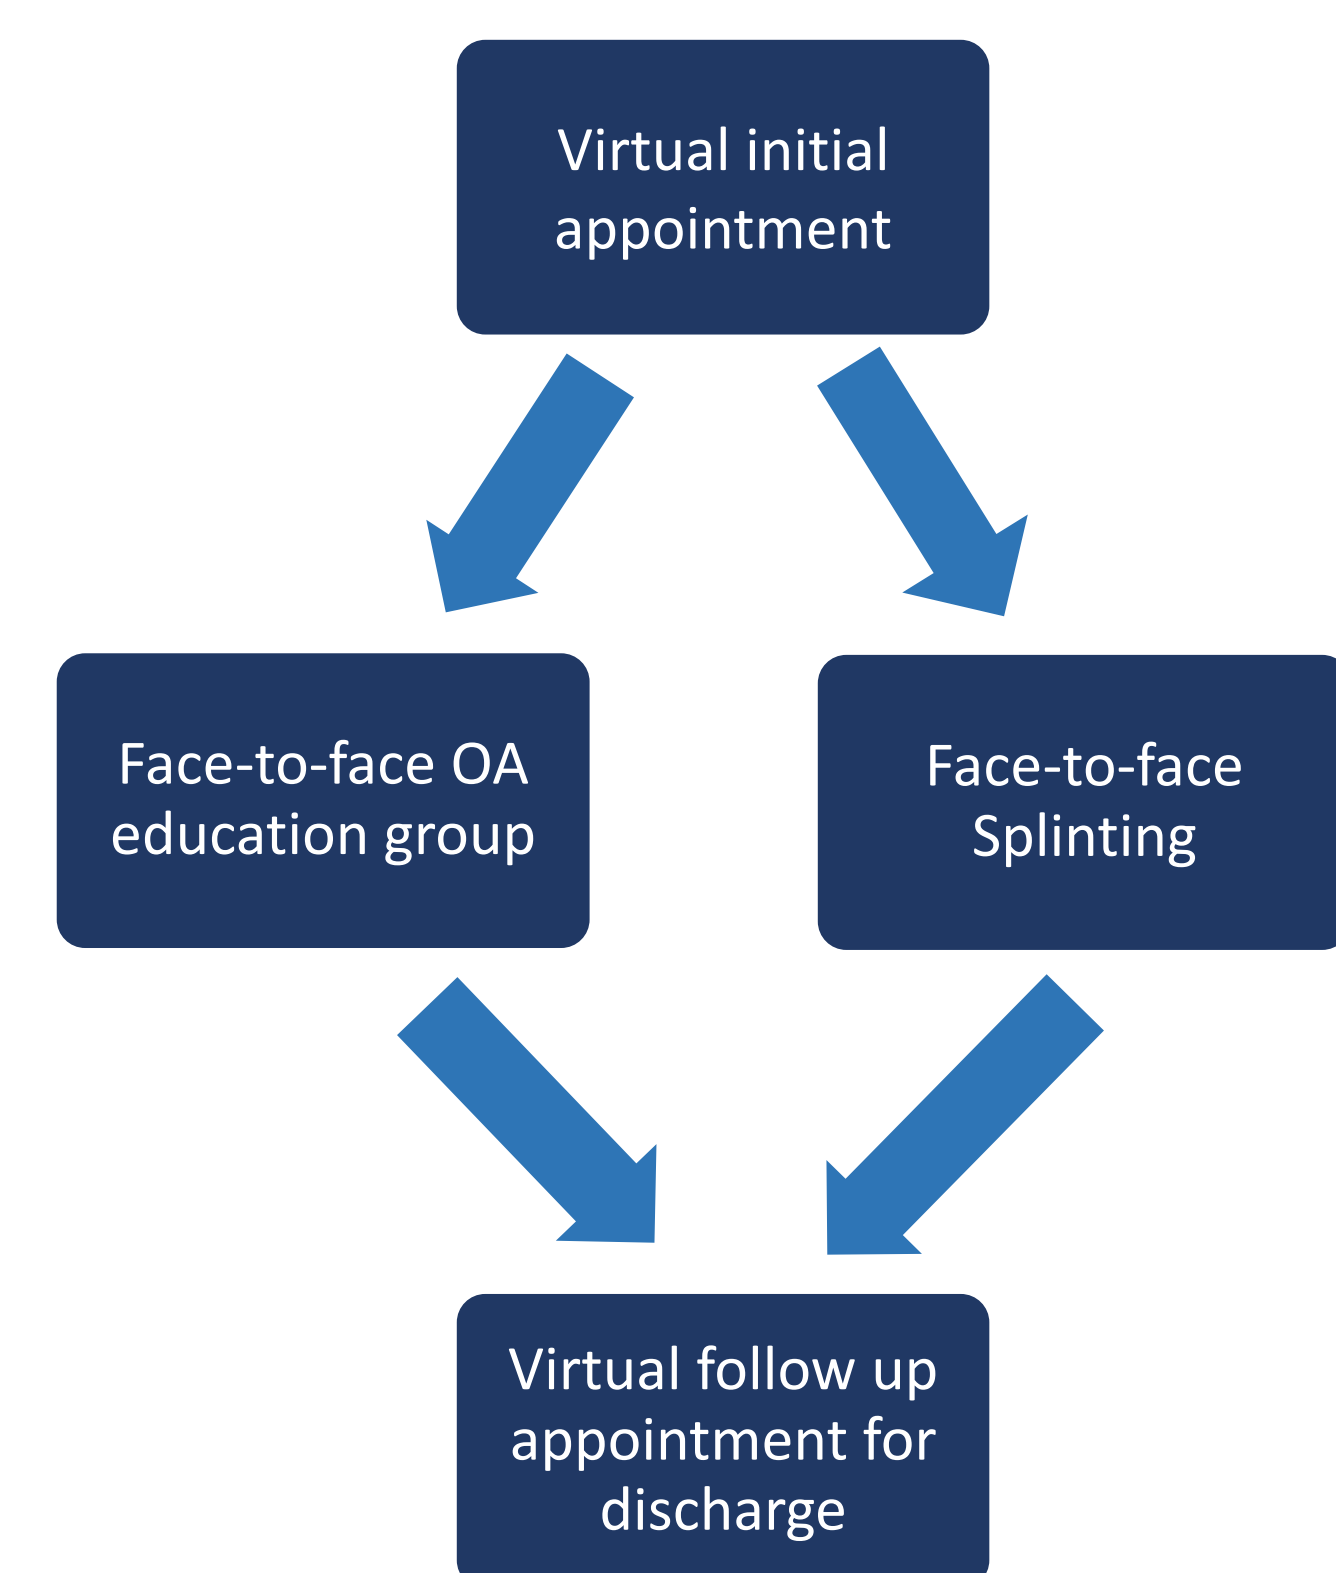 Virtual initial
appointment
Face-to-face OA
education group
Face-to-face
Splinting
Virtual follow up
appointment for
discharge